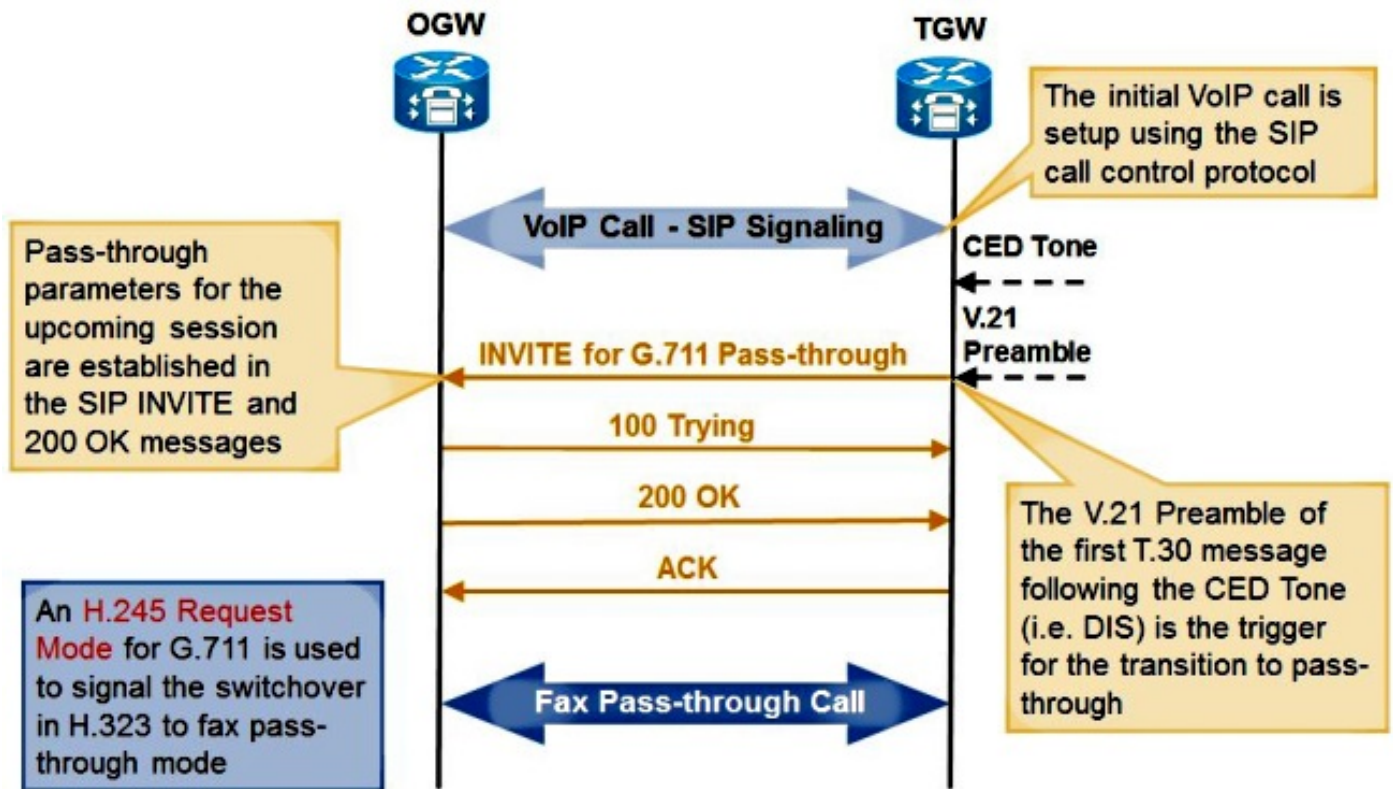 OGW
TGW
The initial VoIP call is
setup using the SIP
call control protocol
VoIP Call - SIP Signaling
CED Tone
Pass-through
parameters for the
upcoming session
are established in
the SIP INVITE and
200 OK messages
V.21
Preamble
INVITE for G.711 Pass-through
100 Trying
200 OK
ACK
The V.21 Preamble of
the first T.30 message
following the CED Tone
(i.e. DIS) is the trigger
for the transition to pass-
through
An H.245 Request
Mode for G.711 is used
to signal the switchover
in H.323 to fax pass-
through mode
Fax Pass-through Call